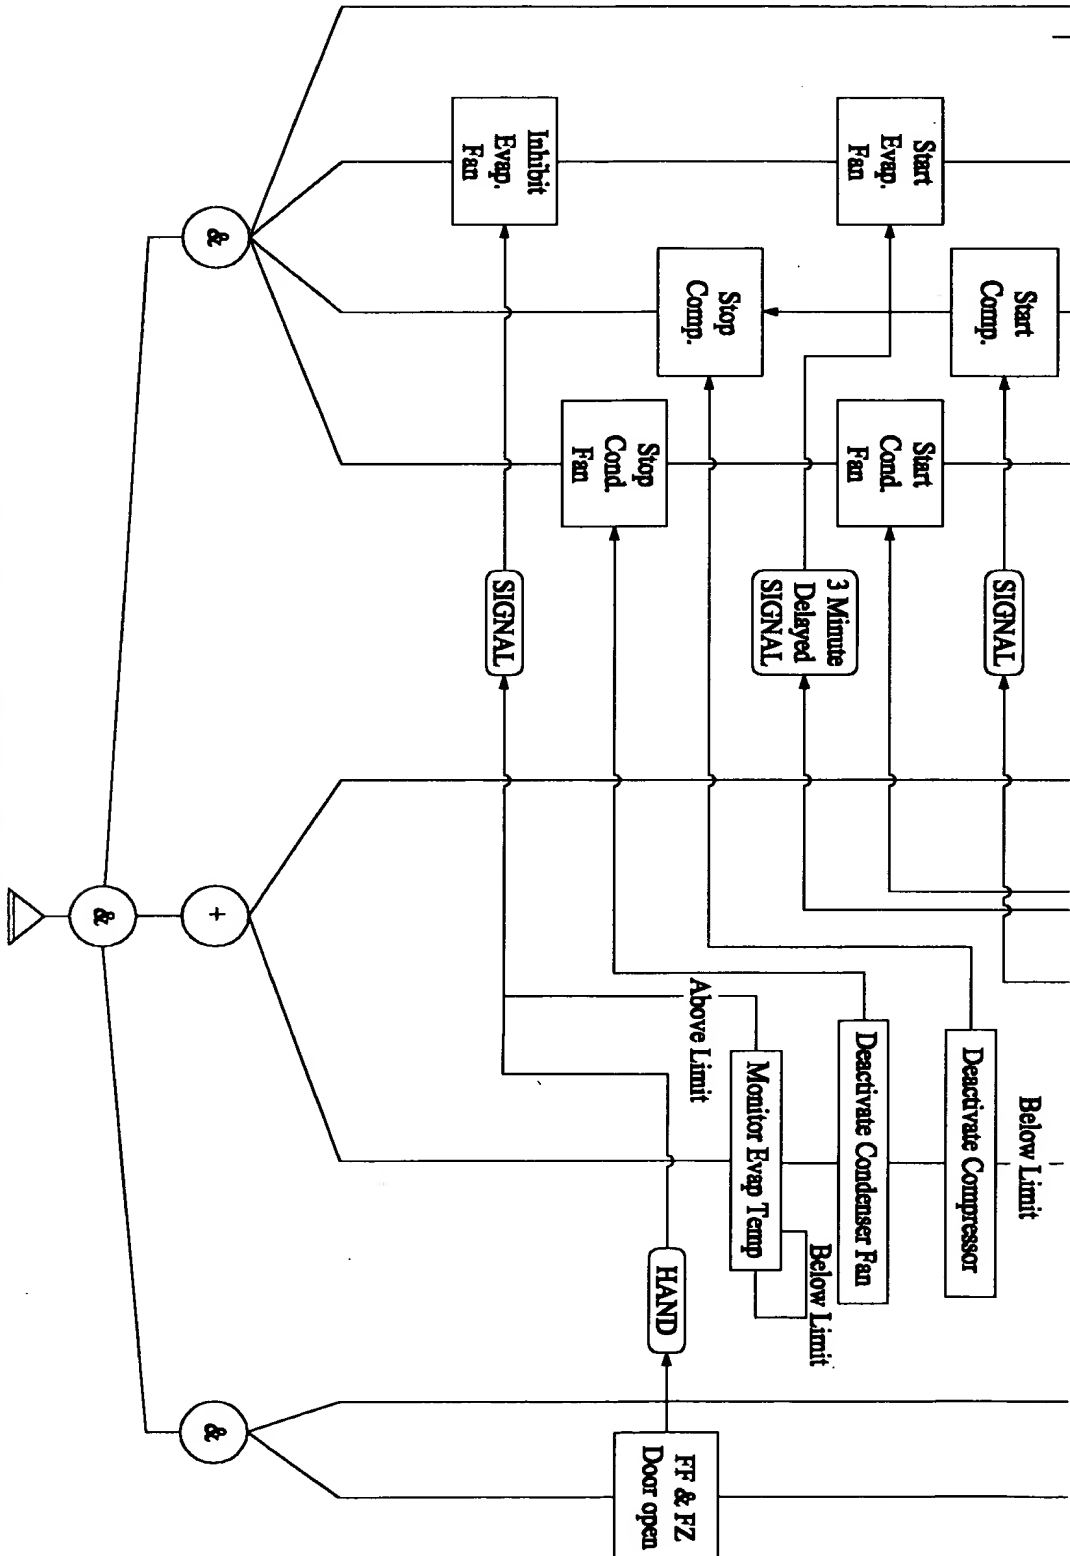 Start
Comp.
SIGNAL
Below Limit
Deactivate Compressor
Start
Evap.
Fan
Start
Cond.
Fan
3 Minute
Delayed
SIGNAL
Deactivate Condenser Fan
Below Limit
Stop
Comp.
Monitor Evap Temp
Above Limit
FF & FZ
Door open
Stop
Cond.
Fan
HAND
Inhibit
Evap.
Fan
SIGNAL
&
+
&
&